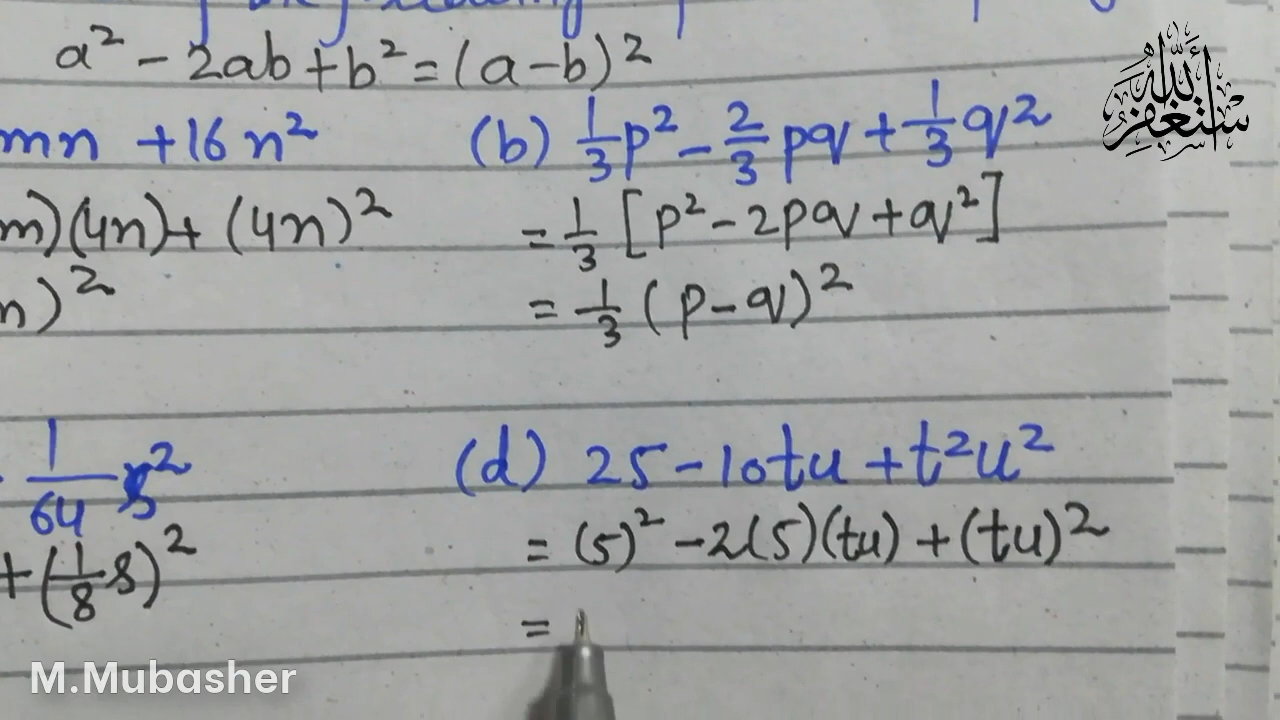 a² - 2ab + b² = (a-b)²
mn + 16n² (b) 1/3 p² - 2/3 pq + 1/3 q²
m)(4n) + (4n)² = 1/3 [p² - 2pq + q²]
n)² = 1/3 (p-q)²
1/64 s² (d) 25 - 10tu + t²u²
+ (1/8 s)² = (5)² - 2(5)(tu) + (tu)²
=
M.Mubasher
أستغفر الله